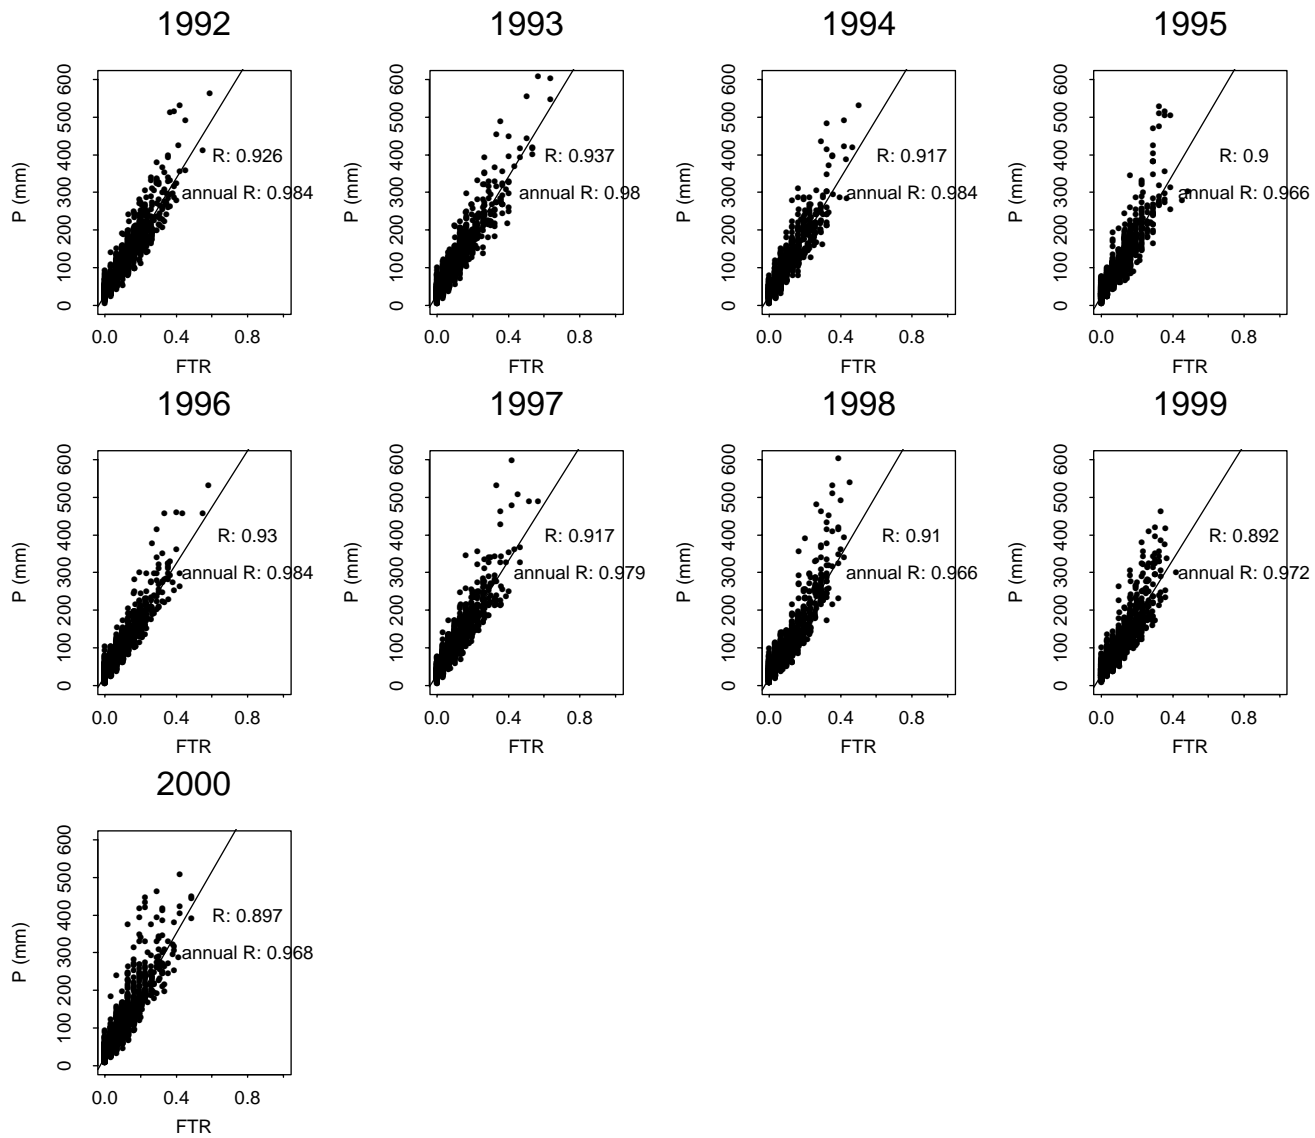 1992
P (mm)
600
500
400
300
200
100
0
R: 0.926
annual R: 0.984
0.0 0.4 0.8
FTR
1993
P (mm)
600
500
400
300
200
100
0
R: 0.937
annual R: 0.98
0.0 0.4 0.8
FTR
1994
P (mm)
600
500
400
300
200
100
0
R: 0.917
annual R: 0.984
0.0 0.4 0.8
FTR
1995
P (mm)
600
500
400
300
200
100
0
R: 0.9
annual R: 0.966
0.0 0.4 0.8
FTR
1996
P (mm)
600
500
400
300
200
100
0
R: 0.93
annual R: 0.984
0.0 0.4 0.8
FTR
1997
P (mm)
600
500
400
300
200
100
0
R: 0.917
annual R: 0.979
0.0 0.4 0.8
FTR
1998
P (mm)
600
500
400
300
200
100
0
R: 0.91
annual R: 0.966
0.0 0.4 0.8
FTR
1999
P (mm)
600
500
400
300
200
100
0
R: 0.892
annual R: 0.972
0.0 0.4 0.8
FTR
2000
P (mm)
600
500
400
300
200
100
0
R: 0.897
annual R: 0.968
0.0 0.4 0.8
FTR